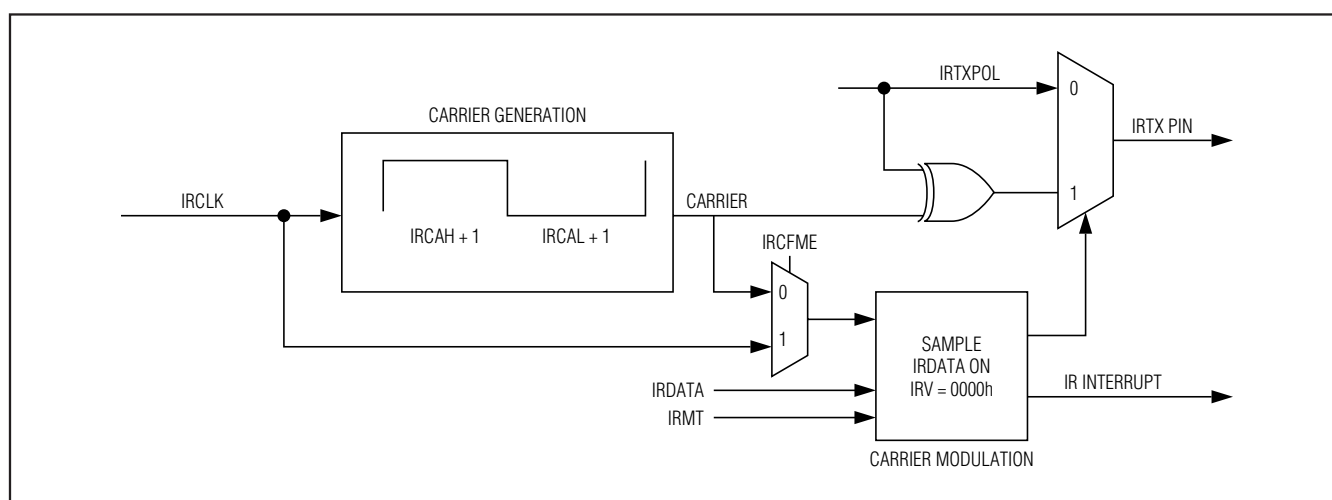 IRTXPOL
0
CARRIER GENERATION
IRTX PIN
IRCLK
CARRIER
1
IRCAH + 1
IRCAL + 1
IRCFME
0
1
SAMPLE
IRDATA ON
IRV = 0000h
IRDATA
IR INTERRUPT
IRMT
CARRIER MODULATION